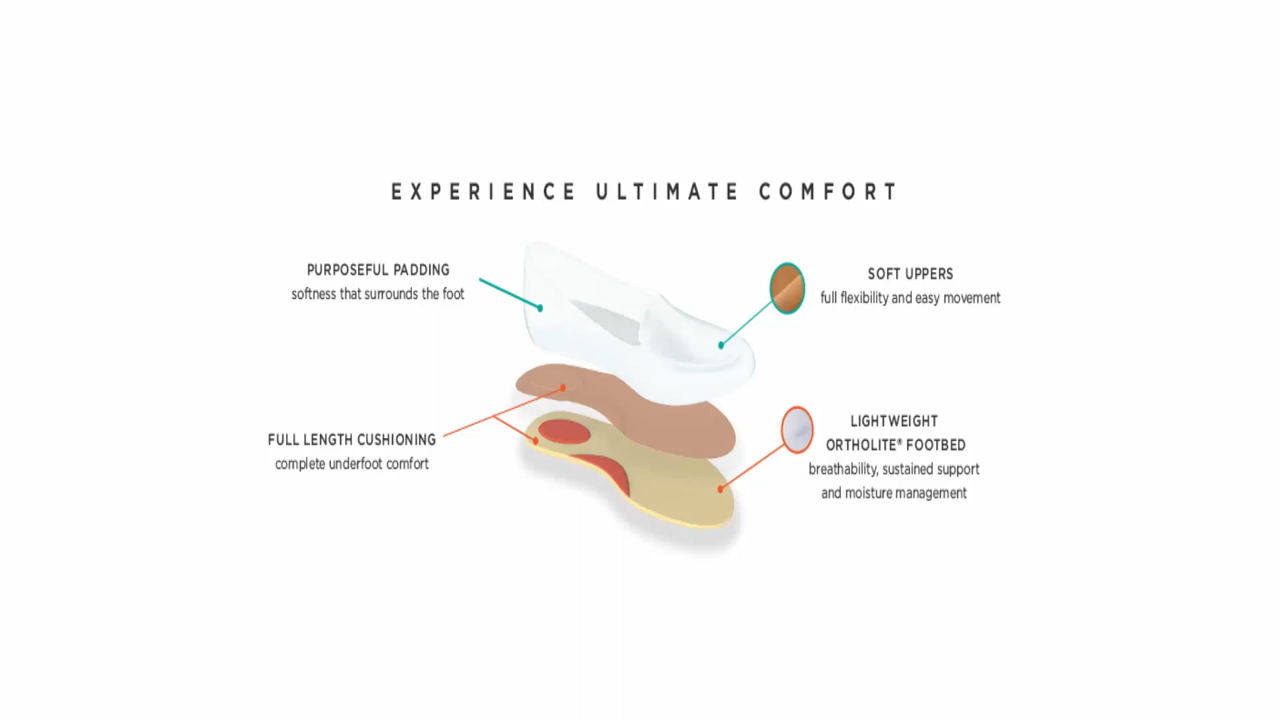 EXPERIENCE ULTIMATE COMFORT
PURPOSEFUL PADDING
softness that surrounds the foot
SOFT UPPERS
full flexibility and easy movement
FULL LENGTH CUSHIONING
complete underfoot comfort
LIGHTWEIGHT
ORTHOLITE® FOOTBED
breathability, sustained support
and moisture management